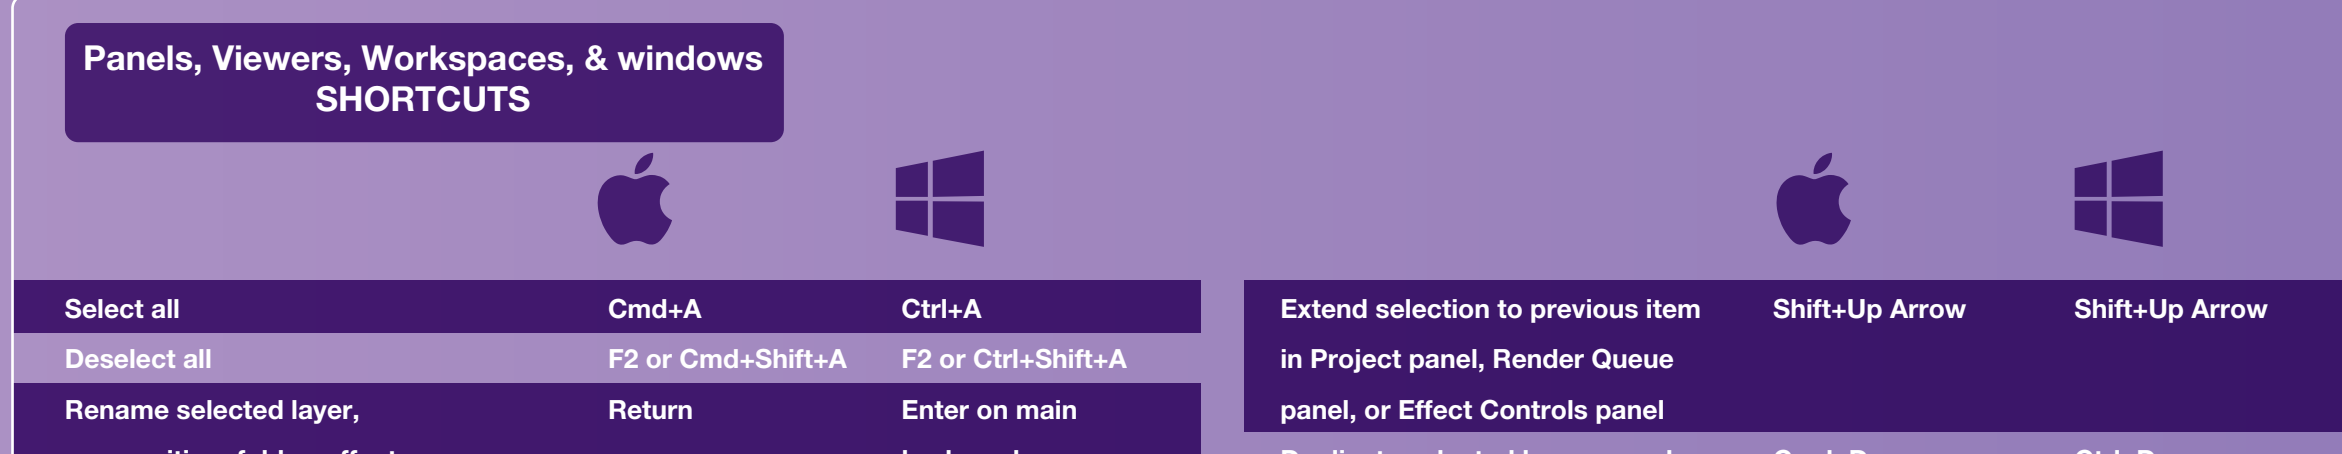 Panels, Viewers, Workspaces, & windows
SHORTCUTS
Select all Cmd+A Ctrl+A
Deselect all F2 or Cmd+Shift+A F2 or Ctrl+Shift+A
Rename selected layer, Return Enter on main
Extend selection to previous item Shift+Up Arrow Shift+Up Arrow
in Project panel, Render Queue
panel, or Effect Controls panel